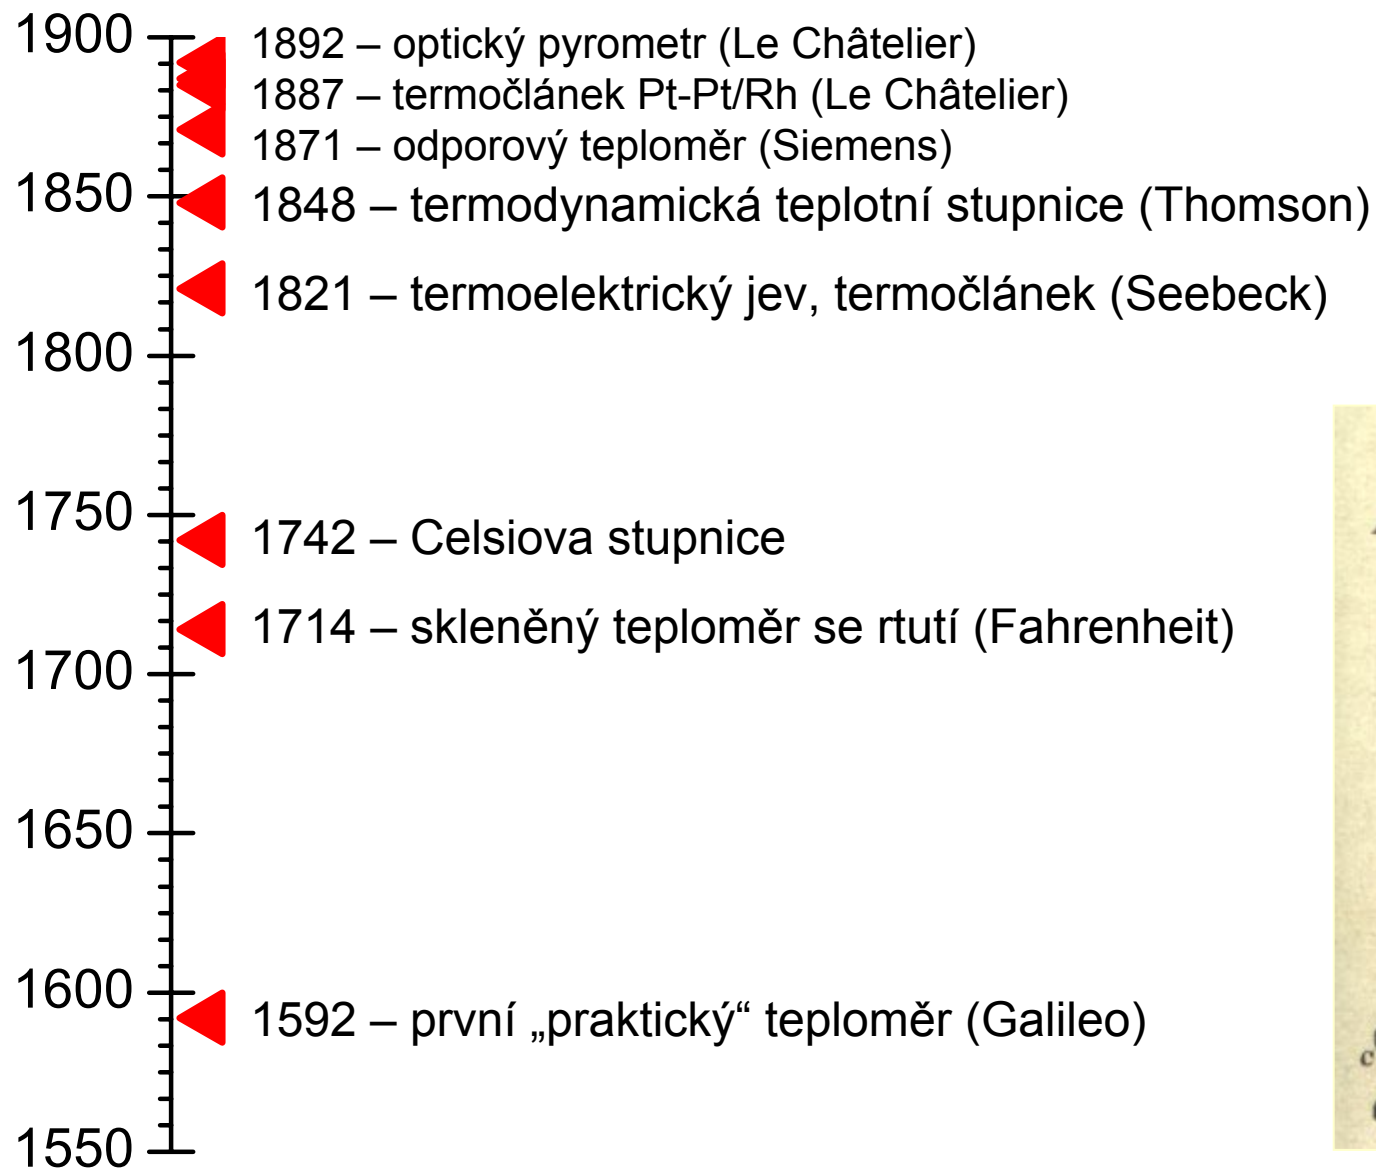 1900
1892 – optický pyrometr (Le Châtelier)
1887 – termočlánek Pt-Pt/Rh (Le Châtelier)
1871 – odporový teploměr (Siemens)
1850
1848 – termodynamická teplotní stupnice (Thomson)
1821 – termoelektrický jev, termočlánek (Seebeck)
1800
1750
1742 – Celsiova stupnice
1714 – skleněný teploměr se rtutí (Fahrenheit)
1700
1650
1600
1592 – první „praktický“ teploměr (Galileo)
c
1550